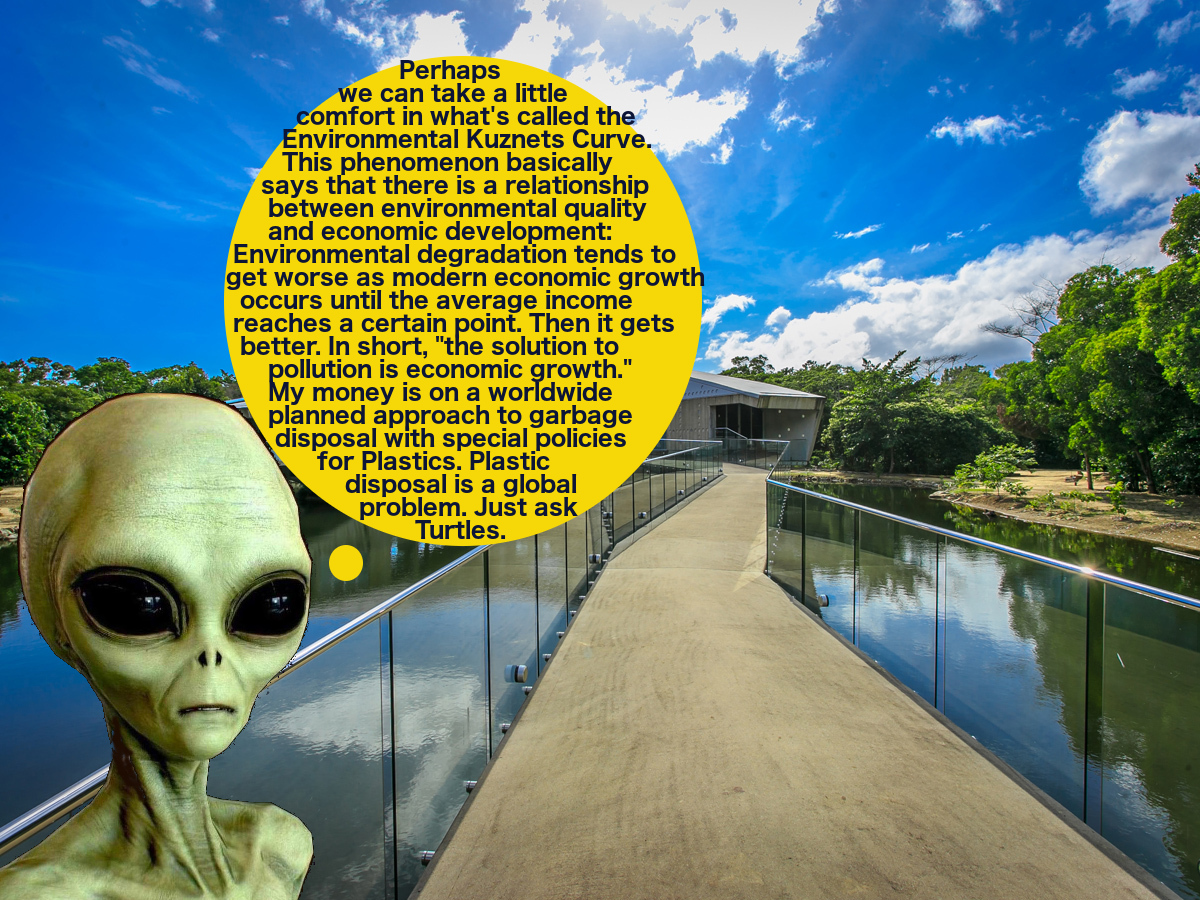 Perhaps
we can take a little
comfort in what's called the
Environmental Kuznets Curve.
This phenomenon basically
says that there is a relationship
between environmental quality
and economic development:
Environmental degradation tends to
get worse as modern economic growth
occurs until the average income
reaches a certain point. Then it gets
better. In short, "the solution to
pollution is economic growth."
My money is on a worldwide
planned approach to garbage
disposal with special policies
for Plastics. Plastic
disposal is a global
problem. Just ask
Turtles.